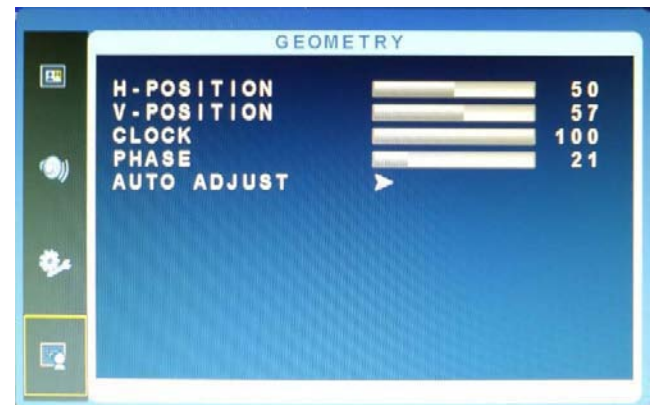 GEOMETRY
H-POSITION 50
V-POSITION 57
CLOCK 100
PHASE 21
AUTO ADJUST